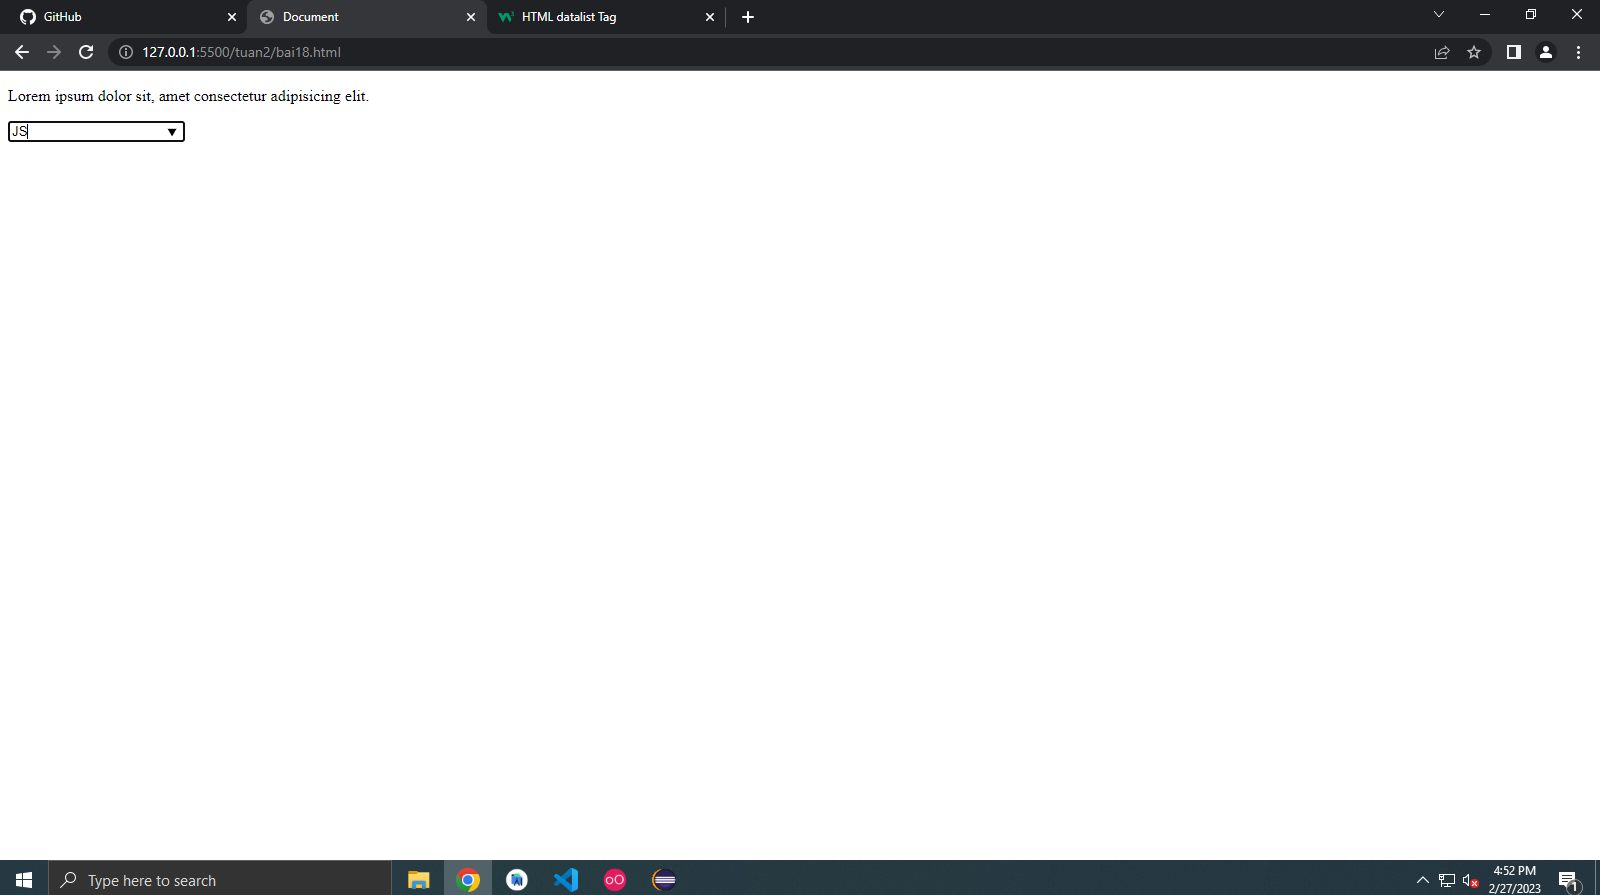 GitHub
Document
HTML datalist Tag
127.0.0.1:5500/tuan2/bai18.html
Lorem ipsum dolor sit, amet consectetur adipisicing elit.
JS
Type here to search
4:52 PM
2/27/2023
1